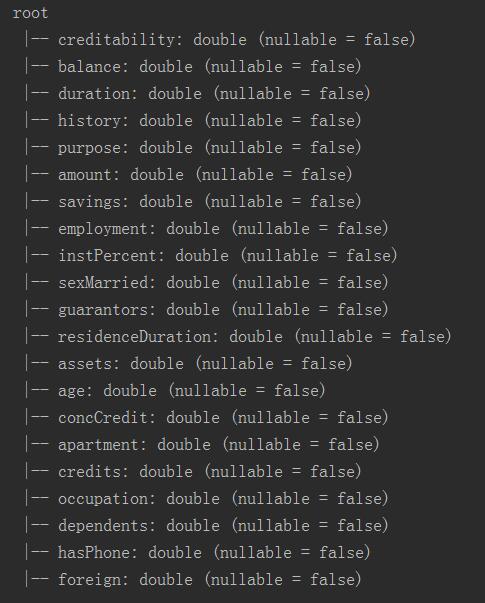 root
 |-- creditability: double (nullable = false)
 |-- balance: double (nullable = false)
 |-- duration: double (nullable = false)
 |-- history: double (nullable = false)
 |-- purpose: double (nullable = false)
 |-- amount: double (nullable = false)
 |-- savings: double (nullable = false)
 |-- employment: double (nullable = false)
 |-- instPercent: double (nullable = false)
 |-- sexMarried: double (nullable = false)
 |-- guarantors: double (nullable = false)
 |-- residenceDuration: double (nullable = false)
 |-- assets: double (nullable = false)
 |-- age: double (nullable = false)
 |-- concCredit: double (nullable = false)
 |-- apartment: double (nullable = false)
 |-- credits: double (nullable = false)
 |-- occupation: double (nullable = false)
 |-- dependents: double (nullable = false)
 |-- hasPhone: double (nullable = false)
 |-- foreign: double (nullable = false)